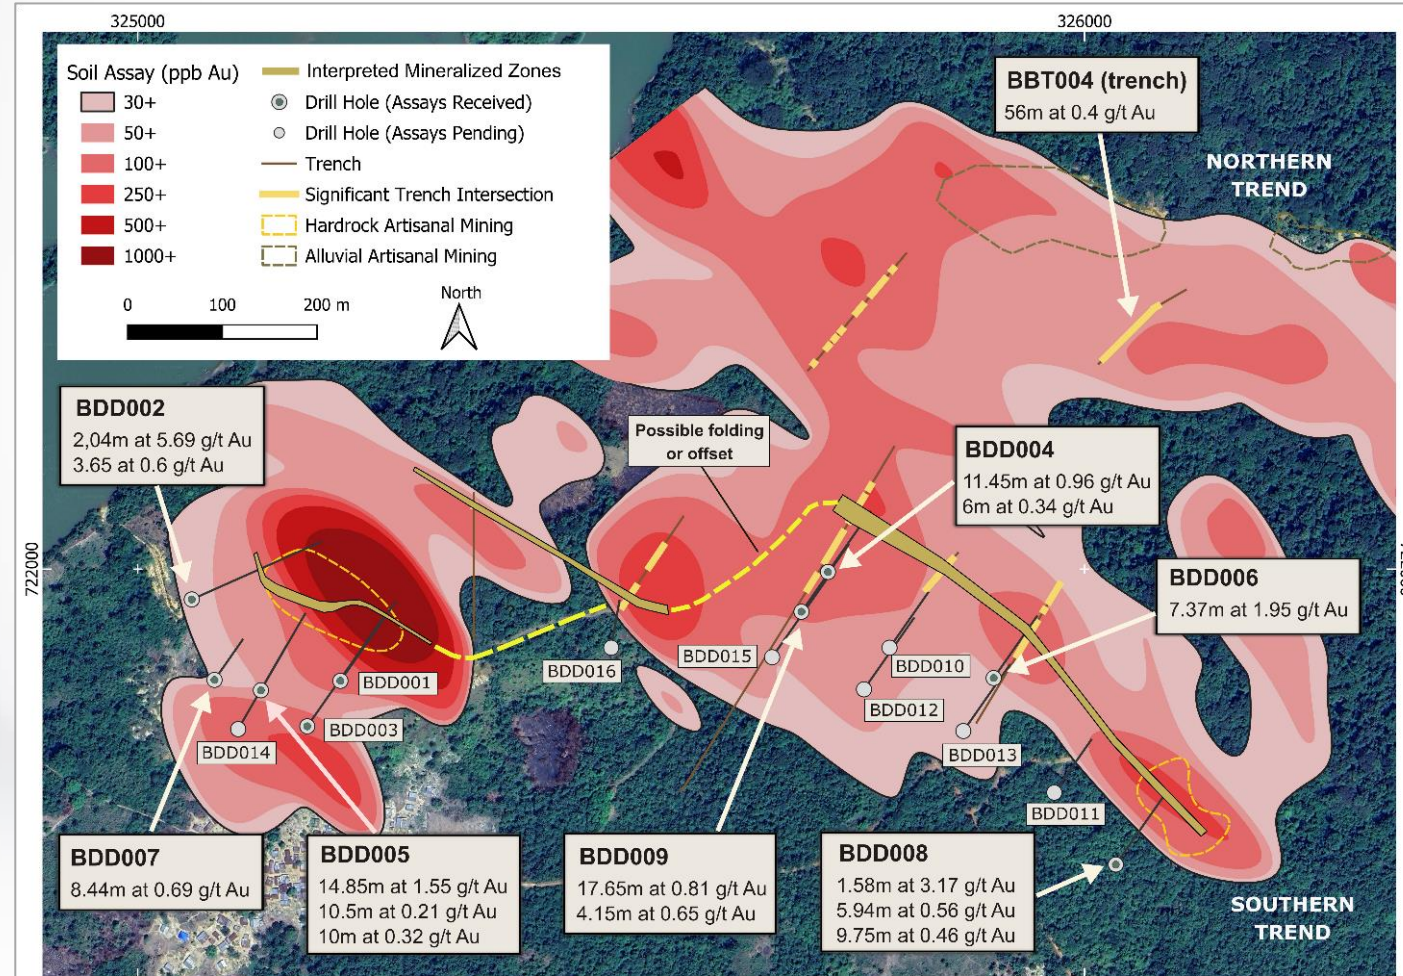 325000
326000
Soil Assay (ppb Au)
30+
50+
100+
250+
500+
1000+
Interpreted Mineralized Zones
Drill Hole (Assays Received)
Drill Hole (Assays Pending)
Trench
Significant Trench Intersection
Hardrock Artisanal Mining
Alluvial Artisanal Mining
0 100 200 m
North
BBT004 (trench)
56m at 0.4 g/t Au
NORTHERN
TREND
BDD002
2,04m at 5.69 g/t Au
3.65 at 0.6 g/t Au
Possible folding
or offset
BDD004
11.45m at 0.96 g/t Au
6m at 0.34 g/t Au
722000
BDD006
7.37m at 1.95 g/t Au
BDD001
BDD003
BDD014
BDD016
BDD015
BDD010
BDD012
BDD013
BDD011
BDD007
8.44m at 0.69 g/t Au
BDD005
14.85m at 1.55 g/t Au
10.5m at 0.21 g/t Au
10m at 0.32 g/t Au
BDD009
17.65m at 0.81 g/t Au
4.15m at 0.65 g/t Au
BDD008
1.58m at 3.17 g/t Au
5.94m at 0.56 g/t Au
9.75m at 0.46 g/t Au
SOUTHERN
TREND